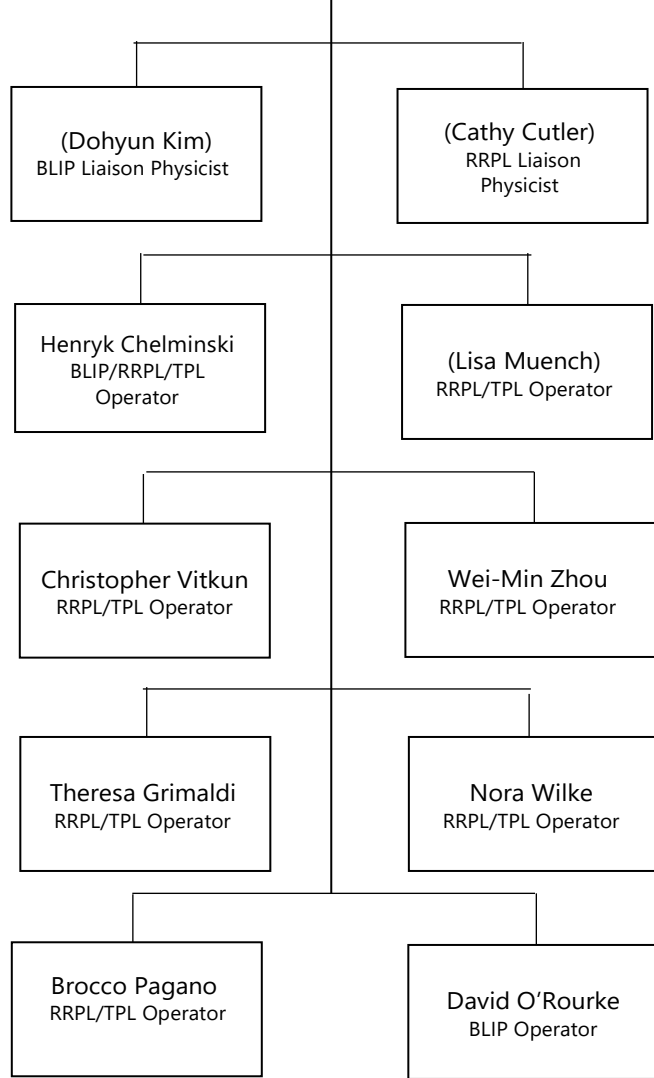 (Dohyun Kim)
BLIP Liaison Physicist
(Cathy Cutler)
RRPL Liaison
Physicist
Henryk Chelminski
BLIP/RRPL/TPL
Operator
(Lisa Muench)
RRPL/TPL Operator
Christopher Vitkun
RRPL/TPL Operator
Wei-Min Zhou
RRPL/TPL Operator
Theresa Grimaldi
RRPL/TPL Operator
Nora Wilke
RRPL/TPL Operator
Brocco Pagano
RRPL/TPL Operator
David O’Rourke
BLIP Operator